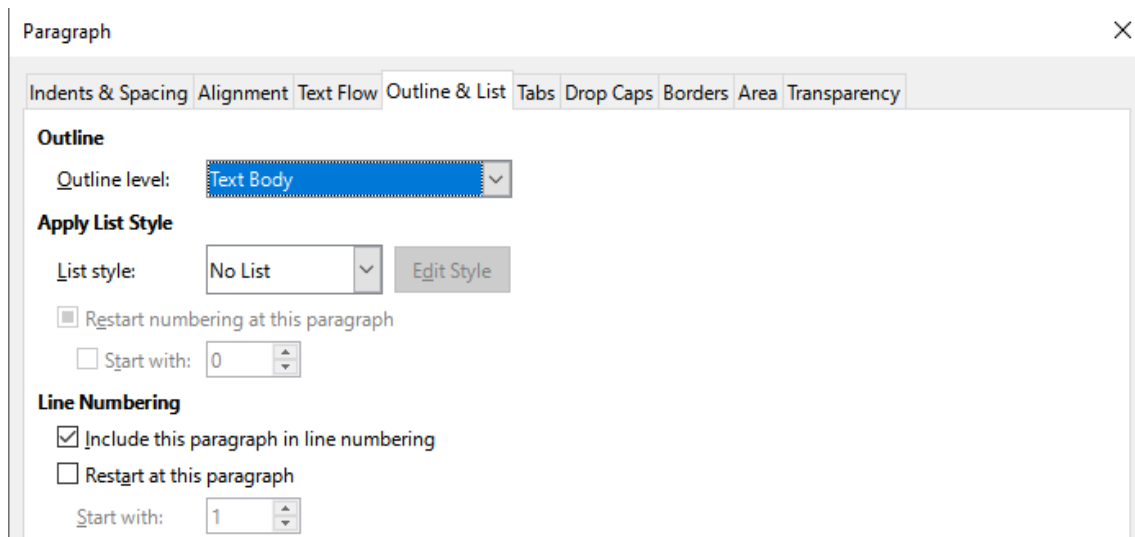 Paragraph
Indents & Spacing Alignment Text Flow Outline & List Tabs Drop Caps Borders Area Transparency
Outline
Outline level: Text Body
Apply List Style
List style: No List Edit Style
Restart numbering at this paragraph
Start with: 0
Line Numbering
Include this paragraph in line numbering
Restart at this paragraph
Start with: 1